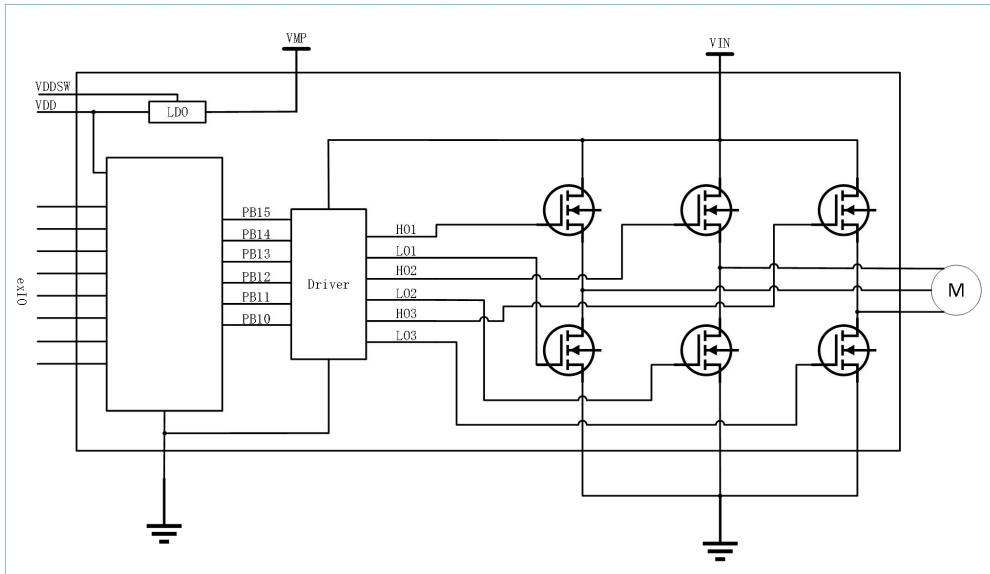 VMP
VIN
VDDSW
VDD
LDO
PB15
PB14
PB13
PB12
PB11
PB10
exIO
Driver
HO1
LO1
HO2
LO2
HO3
LO3
M